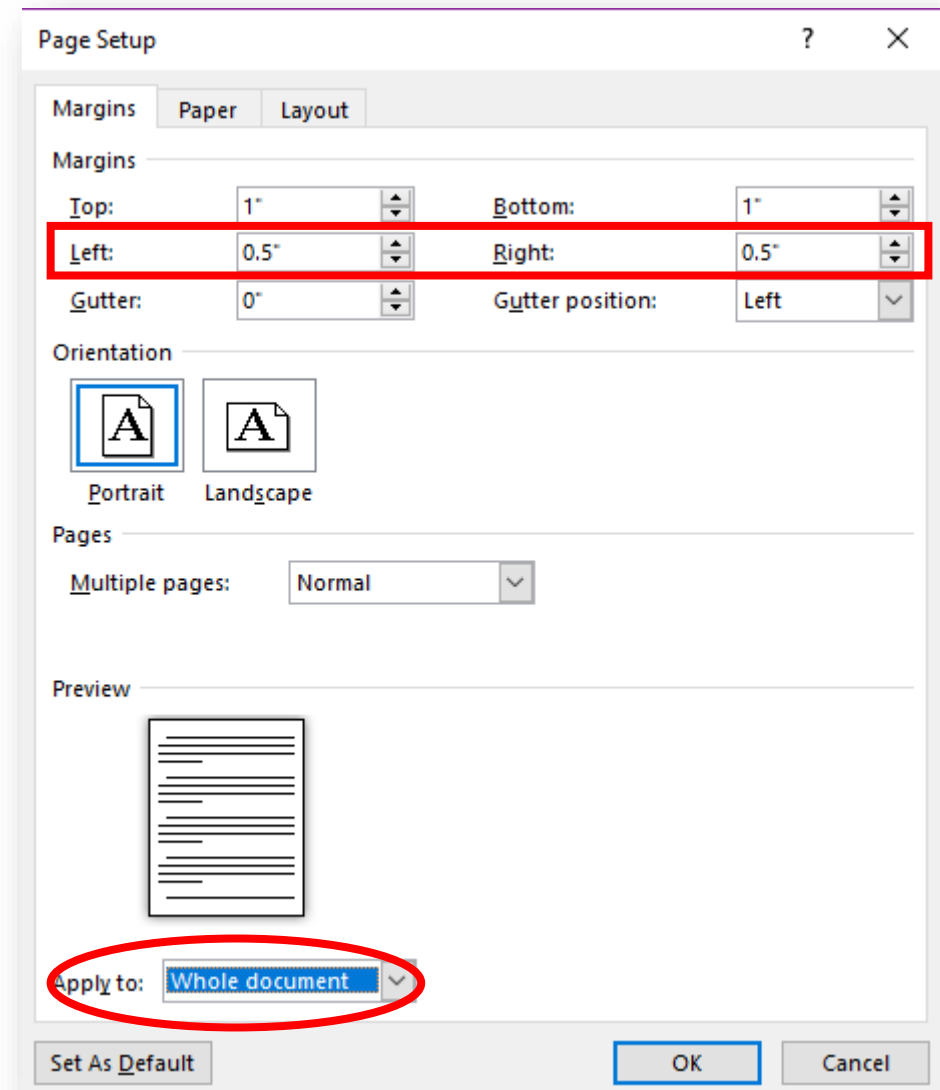 Page Setup ? X
Margins Paper Layout
Margins
Top: 1" Bottom: 1"
Left: 0.5" Right: 0.5"
Gutter: 0" Gutter position: Left
Orientation
A A
Portrait Landscape
Pages
Multiple pages: Normal
Preview
Apply to: Whole document
Set As Default OK Cancel